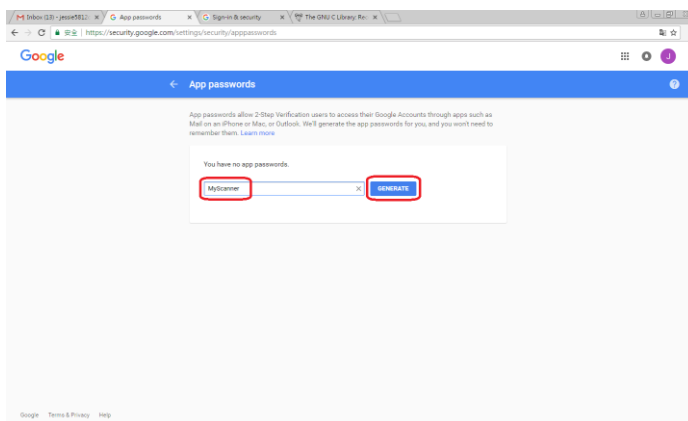 Inbox (13) - jessie5812
App passwords
Sign-in & security
The GNU C Library: Re
https://security.google.com/settings/security/apppasswords
Google
J
App passwords
App passwords allow 2-Step Verification users to access their Google Accounts through apps such as
Mail on an iPhone or Mac, or Outlook. We'll generate the app passwords for you, and you won't need to
remember them. Learn more
You have no app passwords.
MyScanner
GENERATE
Google Terms & Privacy Help